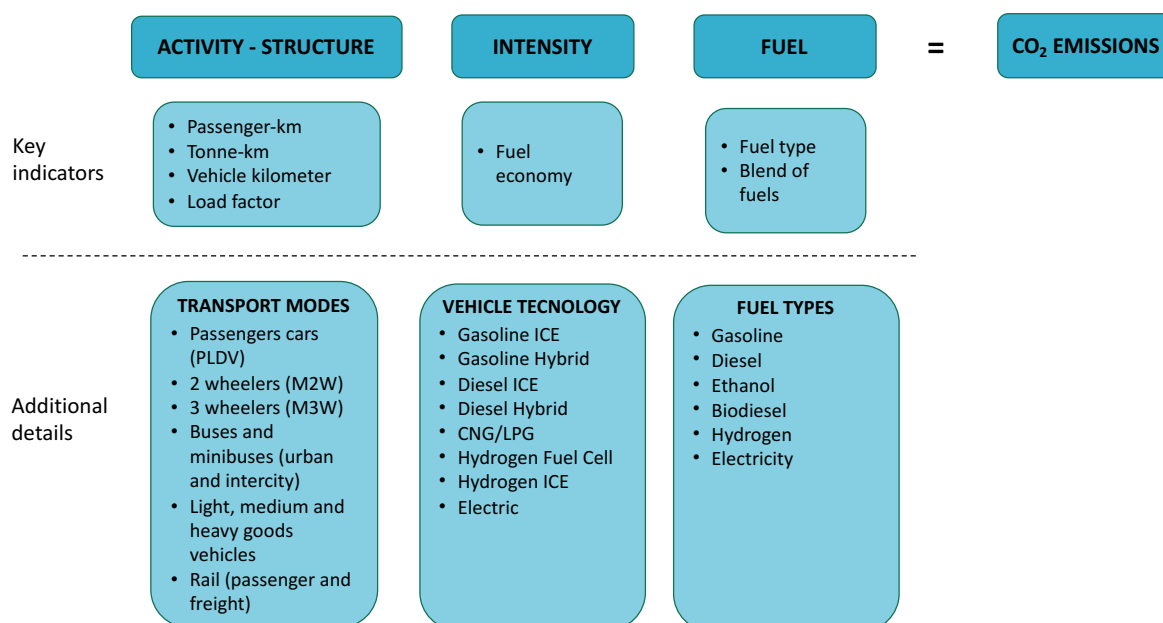 ACTIVITY - STRUCTURE
INTENSITY
FUEL
=
CO₂ EMISSIONS
Key
indicators
• Passenger-km
• Tonne-km
• Vehicle kilometer
• Load factor
• Fuel
economy
• Fuel type
• Blend of
fuels
Additional
details
TRANSPORT MODES
• Passengers cars
(PLDV)
• 2 wheelers (M2W)
• 3 wheelers (M3W)
• Buses and
minibuses (urban
and intercity)
• Light, medium and
heavy goods
vehicles
• Rail (passenger and
freight)
VEHICLE TECNOLOGY
• Gasoline ICE
• Gasoline Hybrid
• Diesel ICE
• Diesel Hybrid
• CNG/LPG
• Hydrogen Fuel Cell
• Hydrogen ICE
• Electric
FUEL TYPES
• Gasoline
• Diesel
• Ethanol
• Biodiesel
• Hydrogen
• Electricity